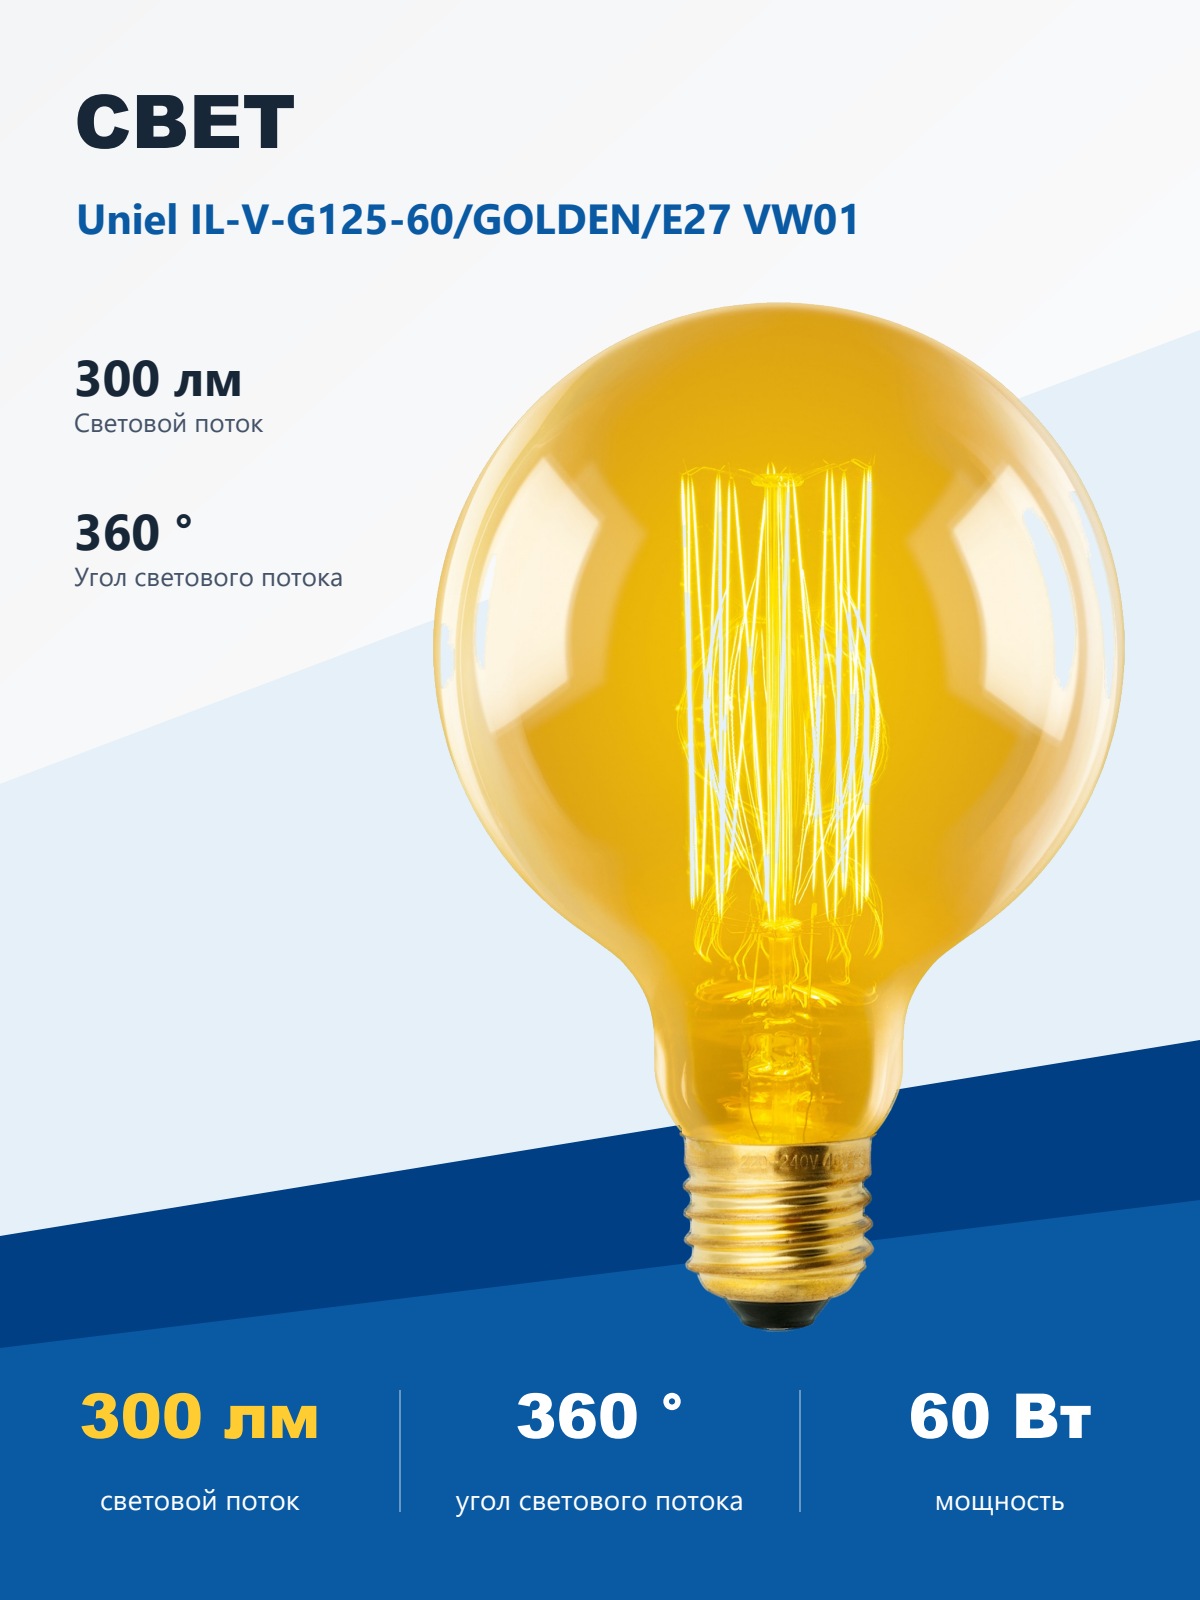 СВЕТ
Uniel IL-V-G125-60/GOLDEN/E27 VW01
300 лм
Световой поток
360 °
Угол светового потока
240V
300 лм
световой поток
360 °
угол светового потока
60 Вт
мощность